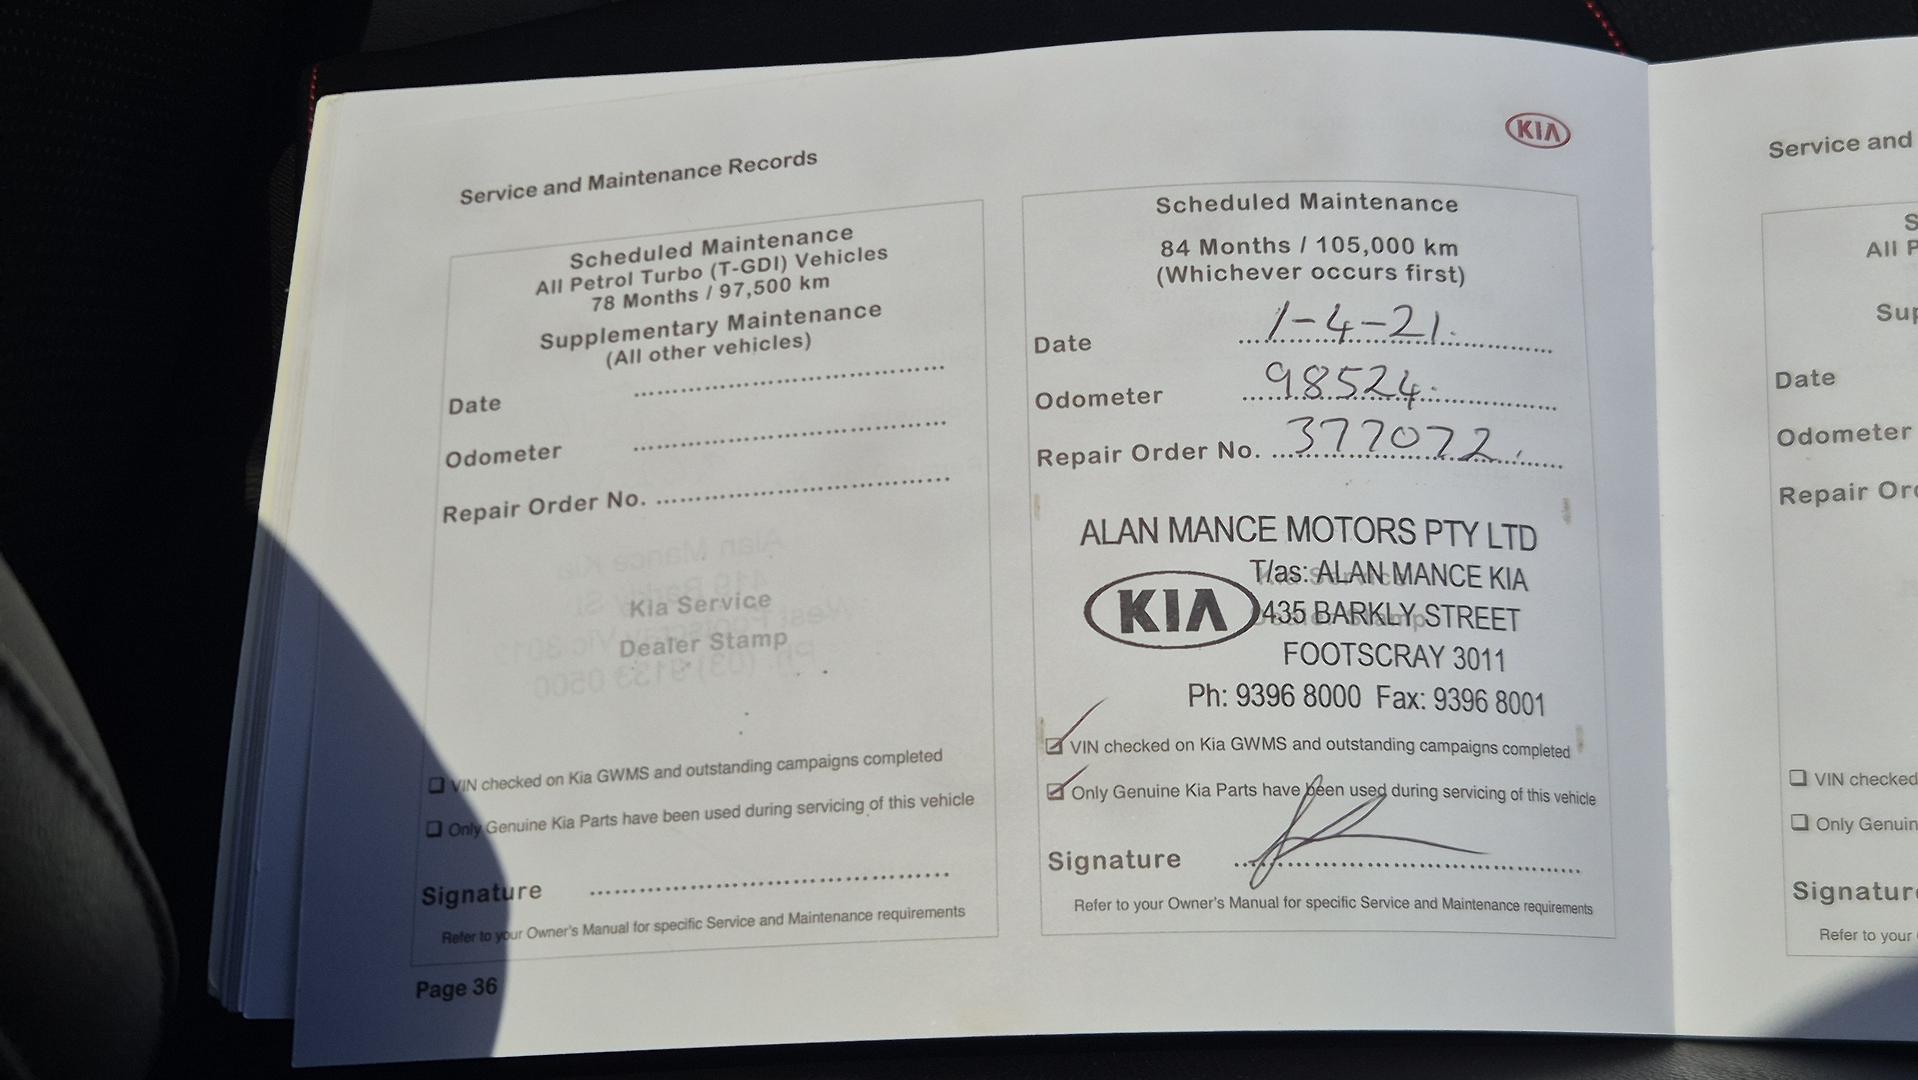 KIA
Service and Maintenance Records
Scheduled Maintenance
All Petrol Turbo (T-GDI) Vehicles
78 Months / 97,500 km
Supplementary Maintenance
(All other vehicles)
Date
Odometer
Repair Order No.
Kia Service
Dealer Stamp
VIN checked on Kia GWMS and outstanding campaigns completed
Only Genuine Kia Parts have been used during servicing of this vehicle
Signature
Refer to your Owner's Manual for specific Service and Maintenance requirements
Page 36
Scheduled Maintenance
84 Months / 105,000 km
(Whichever occurs first)
Date 1-4-21.
Odometer 98524.
Repair Order No. 377072
ALAN MANCE MOTORS PTY LTD
T/as: ALAN MANCE KIA
KIA 435 BARKLY STREET
FOOTSCRAY 3011
Ph: 9396 8000 Fax: 9396 8001
VIN checked on Kia GWMS and outstanding campaigns completed
Only Genuine Kia Parts have been used during servicing of this vehicle
Signature
Refer to your Owner's Manual for specific Service and Maintenance requirements
Service and
All
Date
Odometer
Repair
VIN checked
Only
Signature
Refer to your